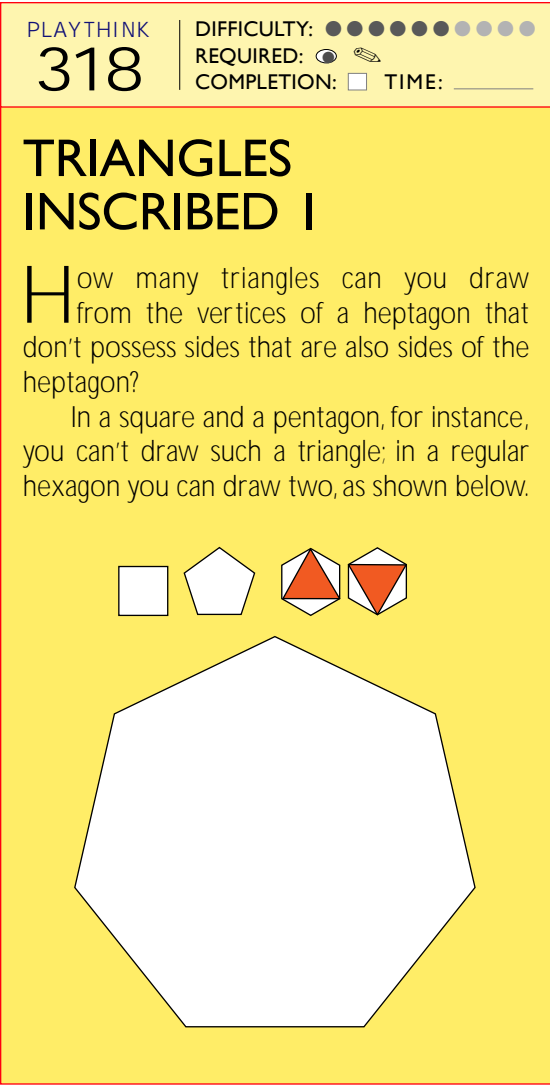 PLAYTHINK
318
DIFFICULTY:
REQUIRED:
COMPLETION: TIME:
TRIANGLES
INSCRIBED 1
How many triangles can you draw
from the vertices of a heptagon that
don't possess sides that are also sides of the
heptagon?
In a square and a pentagon, for instance,
you can't draw such a triangle; in a regular
hexagon you can draw two, as shown below.